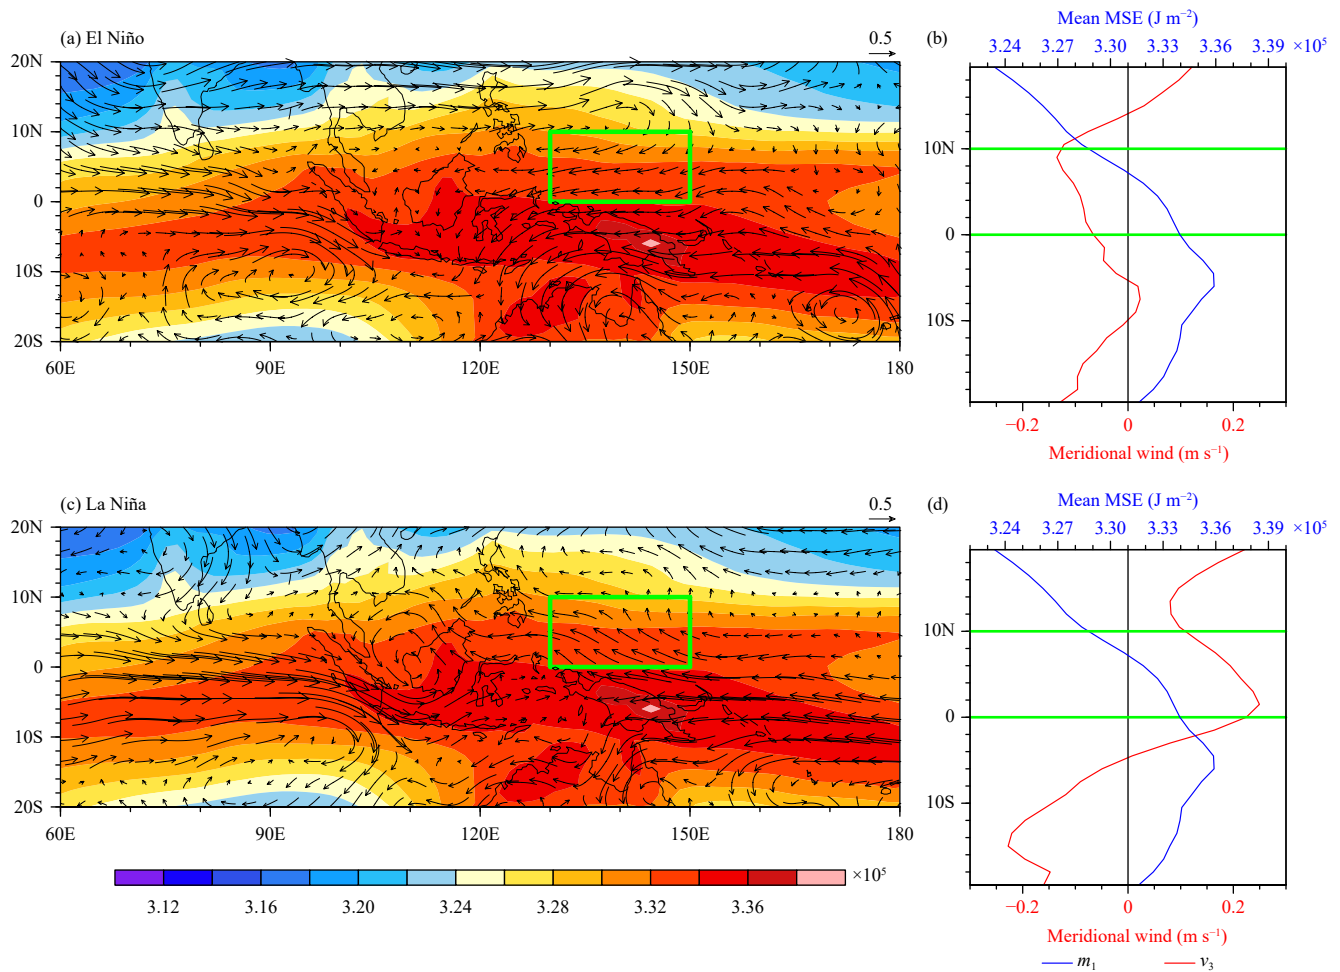 (a) El Niño
0.5
20N
10N
0
10S
20S
60E 90E 120E 150E 180
(b)
Mean MSE (J m⁻²)
3.24 3.27 3.30 3.33 3.36 3.39 ×10⁵
10N
0
10S
−0.2 0 0.2
Meridional wind (m s⁻¹)
(c) La Niña
0.5
20N
10N
0
10S
20S
60E 90E 120E 150E 180
(d)
Mean MSE (J m⁻²)
3.24 3.27 3.30 3.33 3.36 3.39 ×10⁵
10N
0
10S
−0.2 0 0.2
Meridional wind (m s⁻¹)
m₁ v₃
×10⁵
3.12 3.16 3.20 3.24 3.28 3.32 3.36